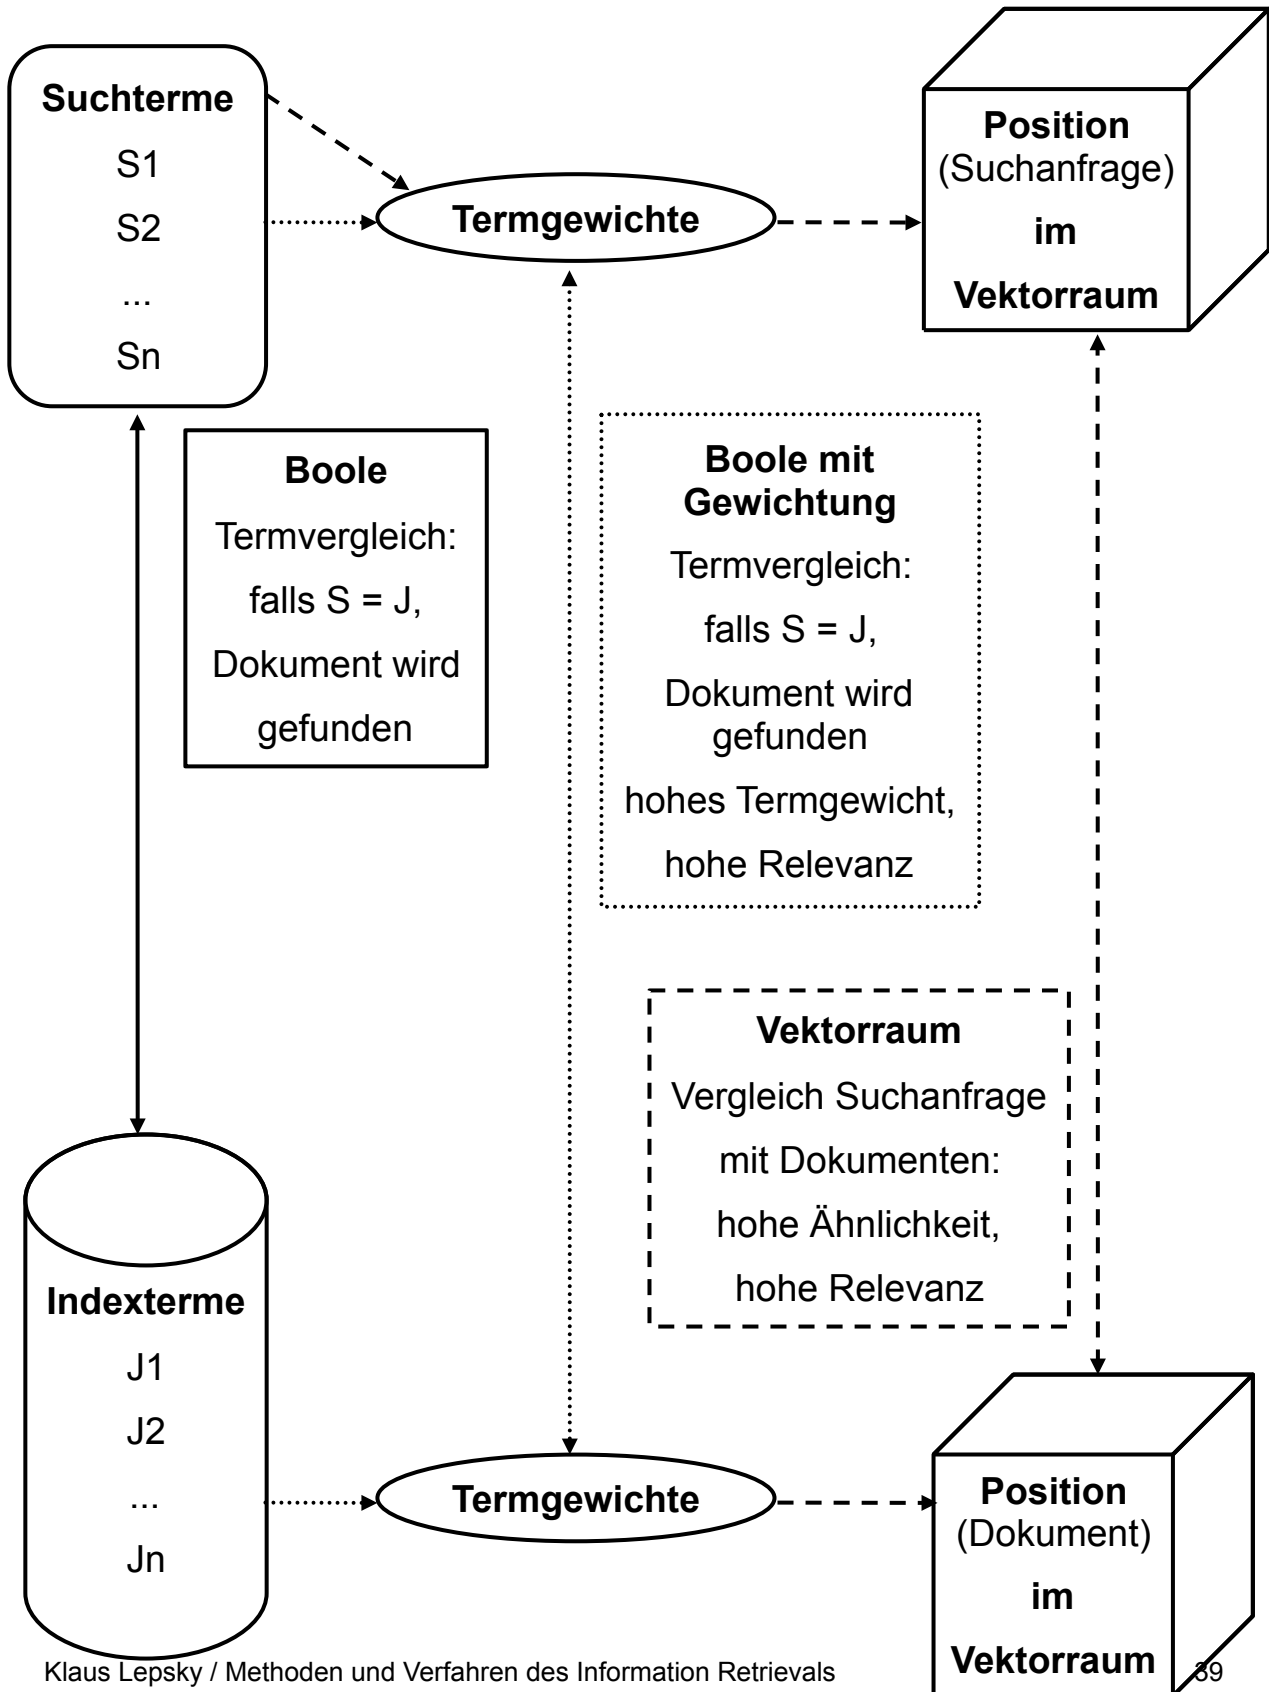 Suchterme
S1
S2
...
Sn
Termgewichte
Position
(Suchanfrage)
im
Vektorraum
Boole
Termvergleich:
falls S = J,
Dokument wird
gefunden
Boole mit
Gewichtung
Termvergleich:
falls S = J,
Dokument wird
gefunden
hohes Termgewicht,
hohe Relevanz
Vektorraum
Vergleich Suchanfrage
mit Dokumenten:
hohe Ähnlichkeit,
hohe Relevanz
Indexterme
J1
J2
...
Jn
Termgewichte
Position
(Dokument)
im
Vektorraum
Klaus Lepsky / Methoden und Verfahren des Information Retrievals
39